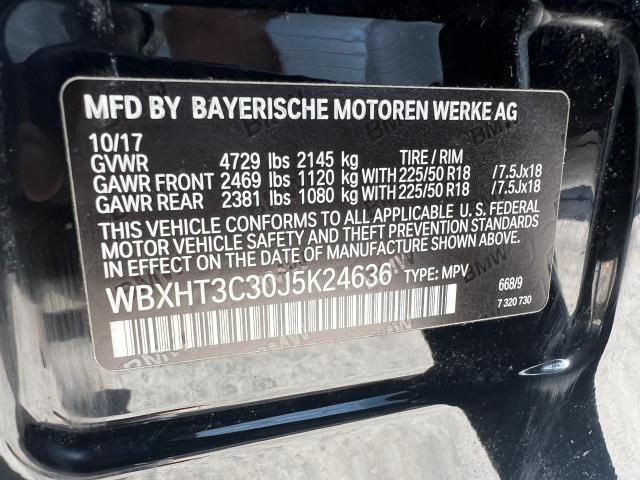 MFD BY BAYERISCHE MOTOREN WERKE AG
10/17
GVWR 4729 lbs 2145 kg TIRE / RIM
GAWR FRONT 2469 lbs 1120 kg WITH 225/50 R18 /7.5Jx18
GAWR REAR 2381 lbs 1080 kg WITH 225/50 R18 /7.5Jx18
THIS VEHICLE CONFORMS TO ALL APPLICABLE U.S. FEDERAL
MOTOR VEHICLE SAFETY AND THEFT PREVENTION STANDARDS
IN EFFECT ON THE DATE OF MANUFACTURE SHOWN ABOVE.
WBXHT3C30J5K24636 TYPE: MPV
668/9
7 320 730